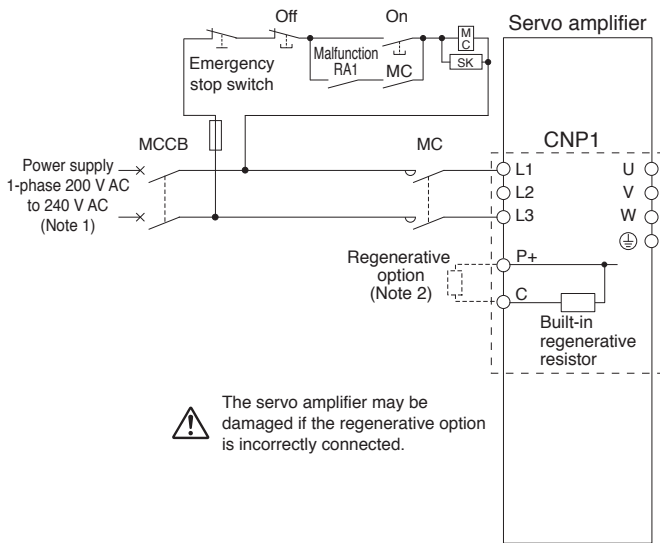 Off
On
Servo amplifier
M
C
SK
Malfunction
RA1
MC
Emergency
stop switch
MCCB
MC
CNP1
Power supply
1-phase 200 V AC
to 240 V AC
(Note 1)
L1
L2
L3
U
V
W
Regenerative
option
(Note 2)
P+
C
Built-in
regenerative
resistor
The servo amplifier may be
damaged if the regenerative option
is incorrectly connected.